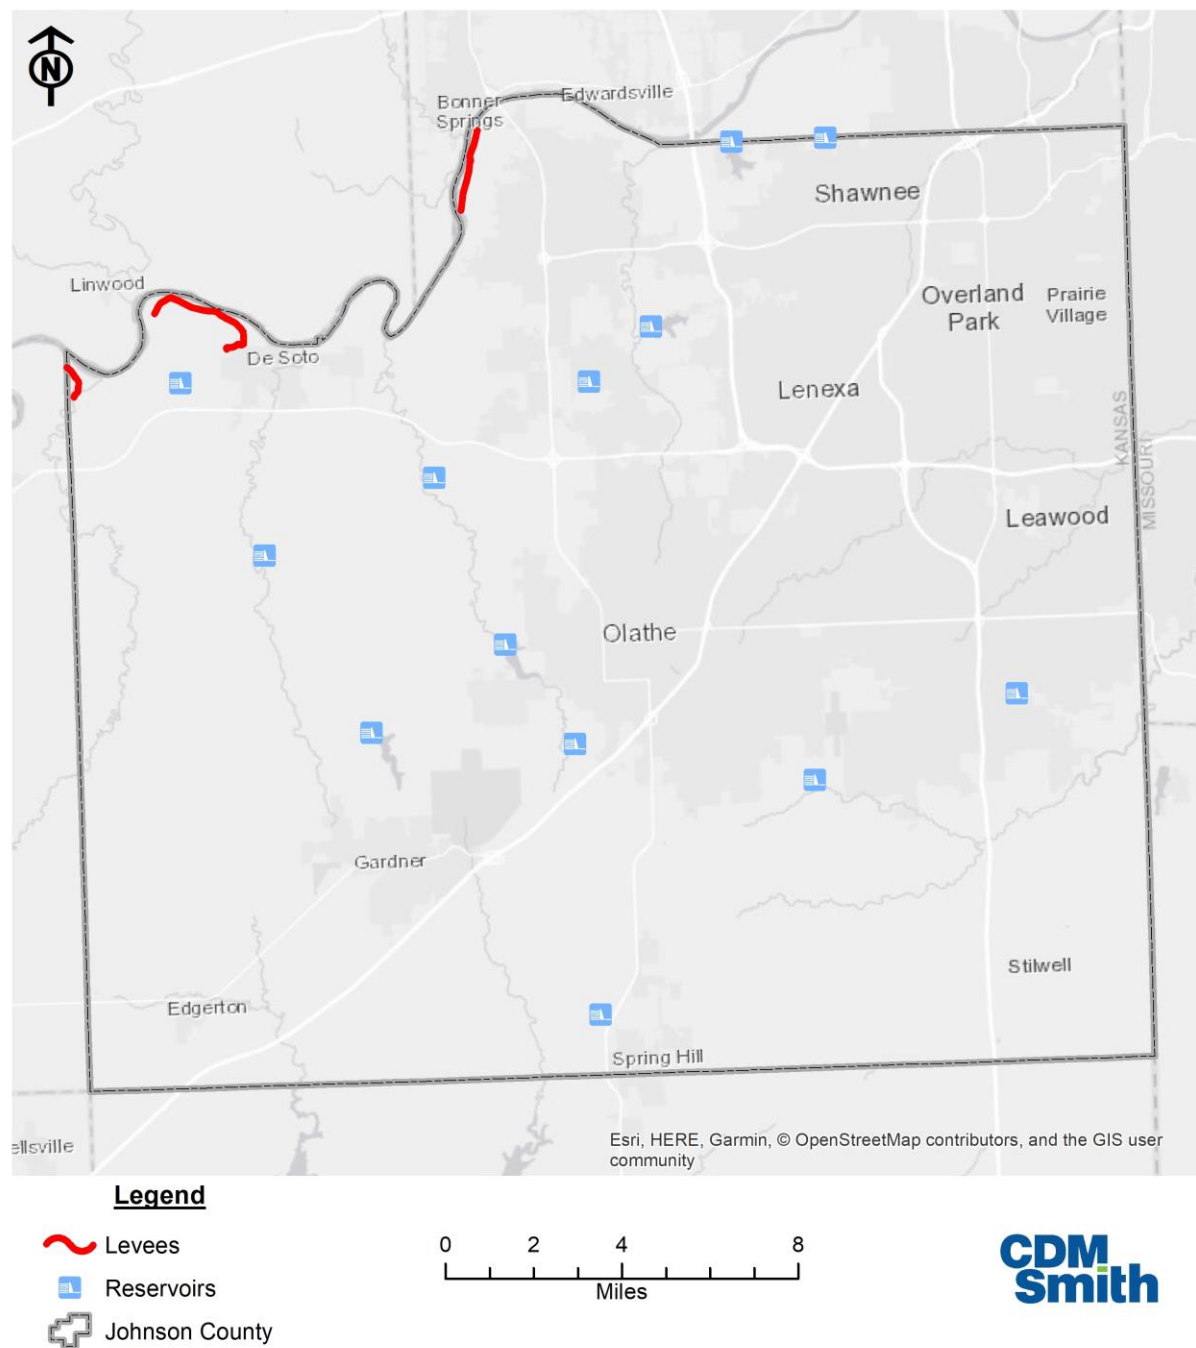 N
Bonner
Springs
Edwardsville
Shawnee
Linwood
Overland
Park
Prairie
Village
De Soto
Lenexa
KANSAS
MISSOURI
Leawood
Olathe
Gardner
Stilwell
Edgerton
Spring Hill
ellsville
Esri, HERE, Garmin, © OpenStreetMap contributors, and the GIS user
community
Legend
Levees
Reservoirs
Johnson County
0 2 4 8
Miles
CDM
Smith